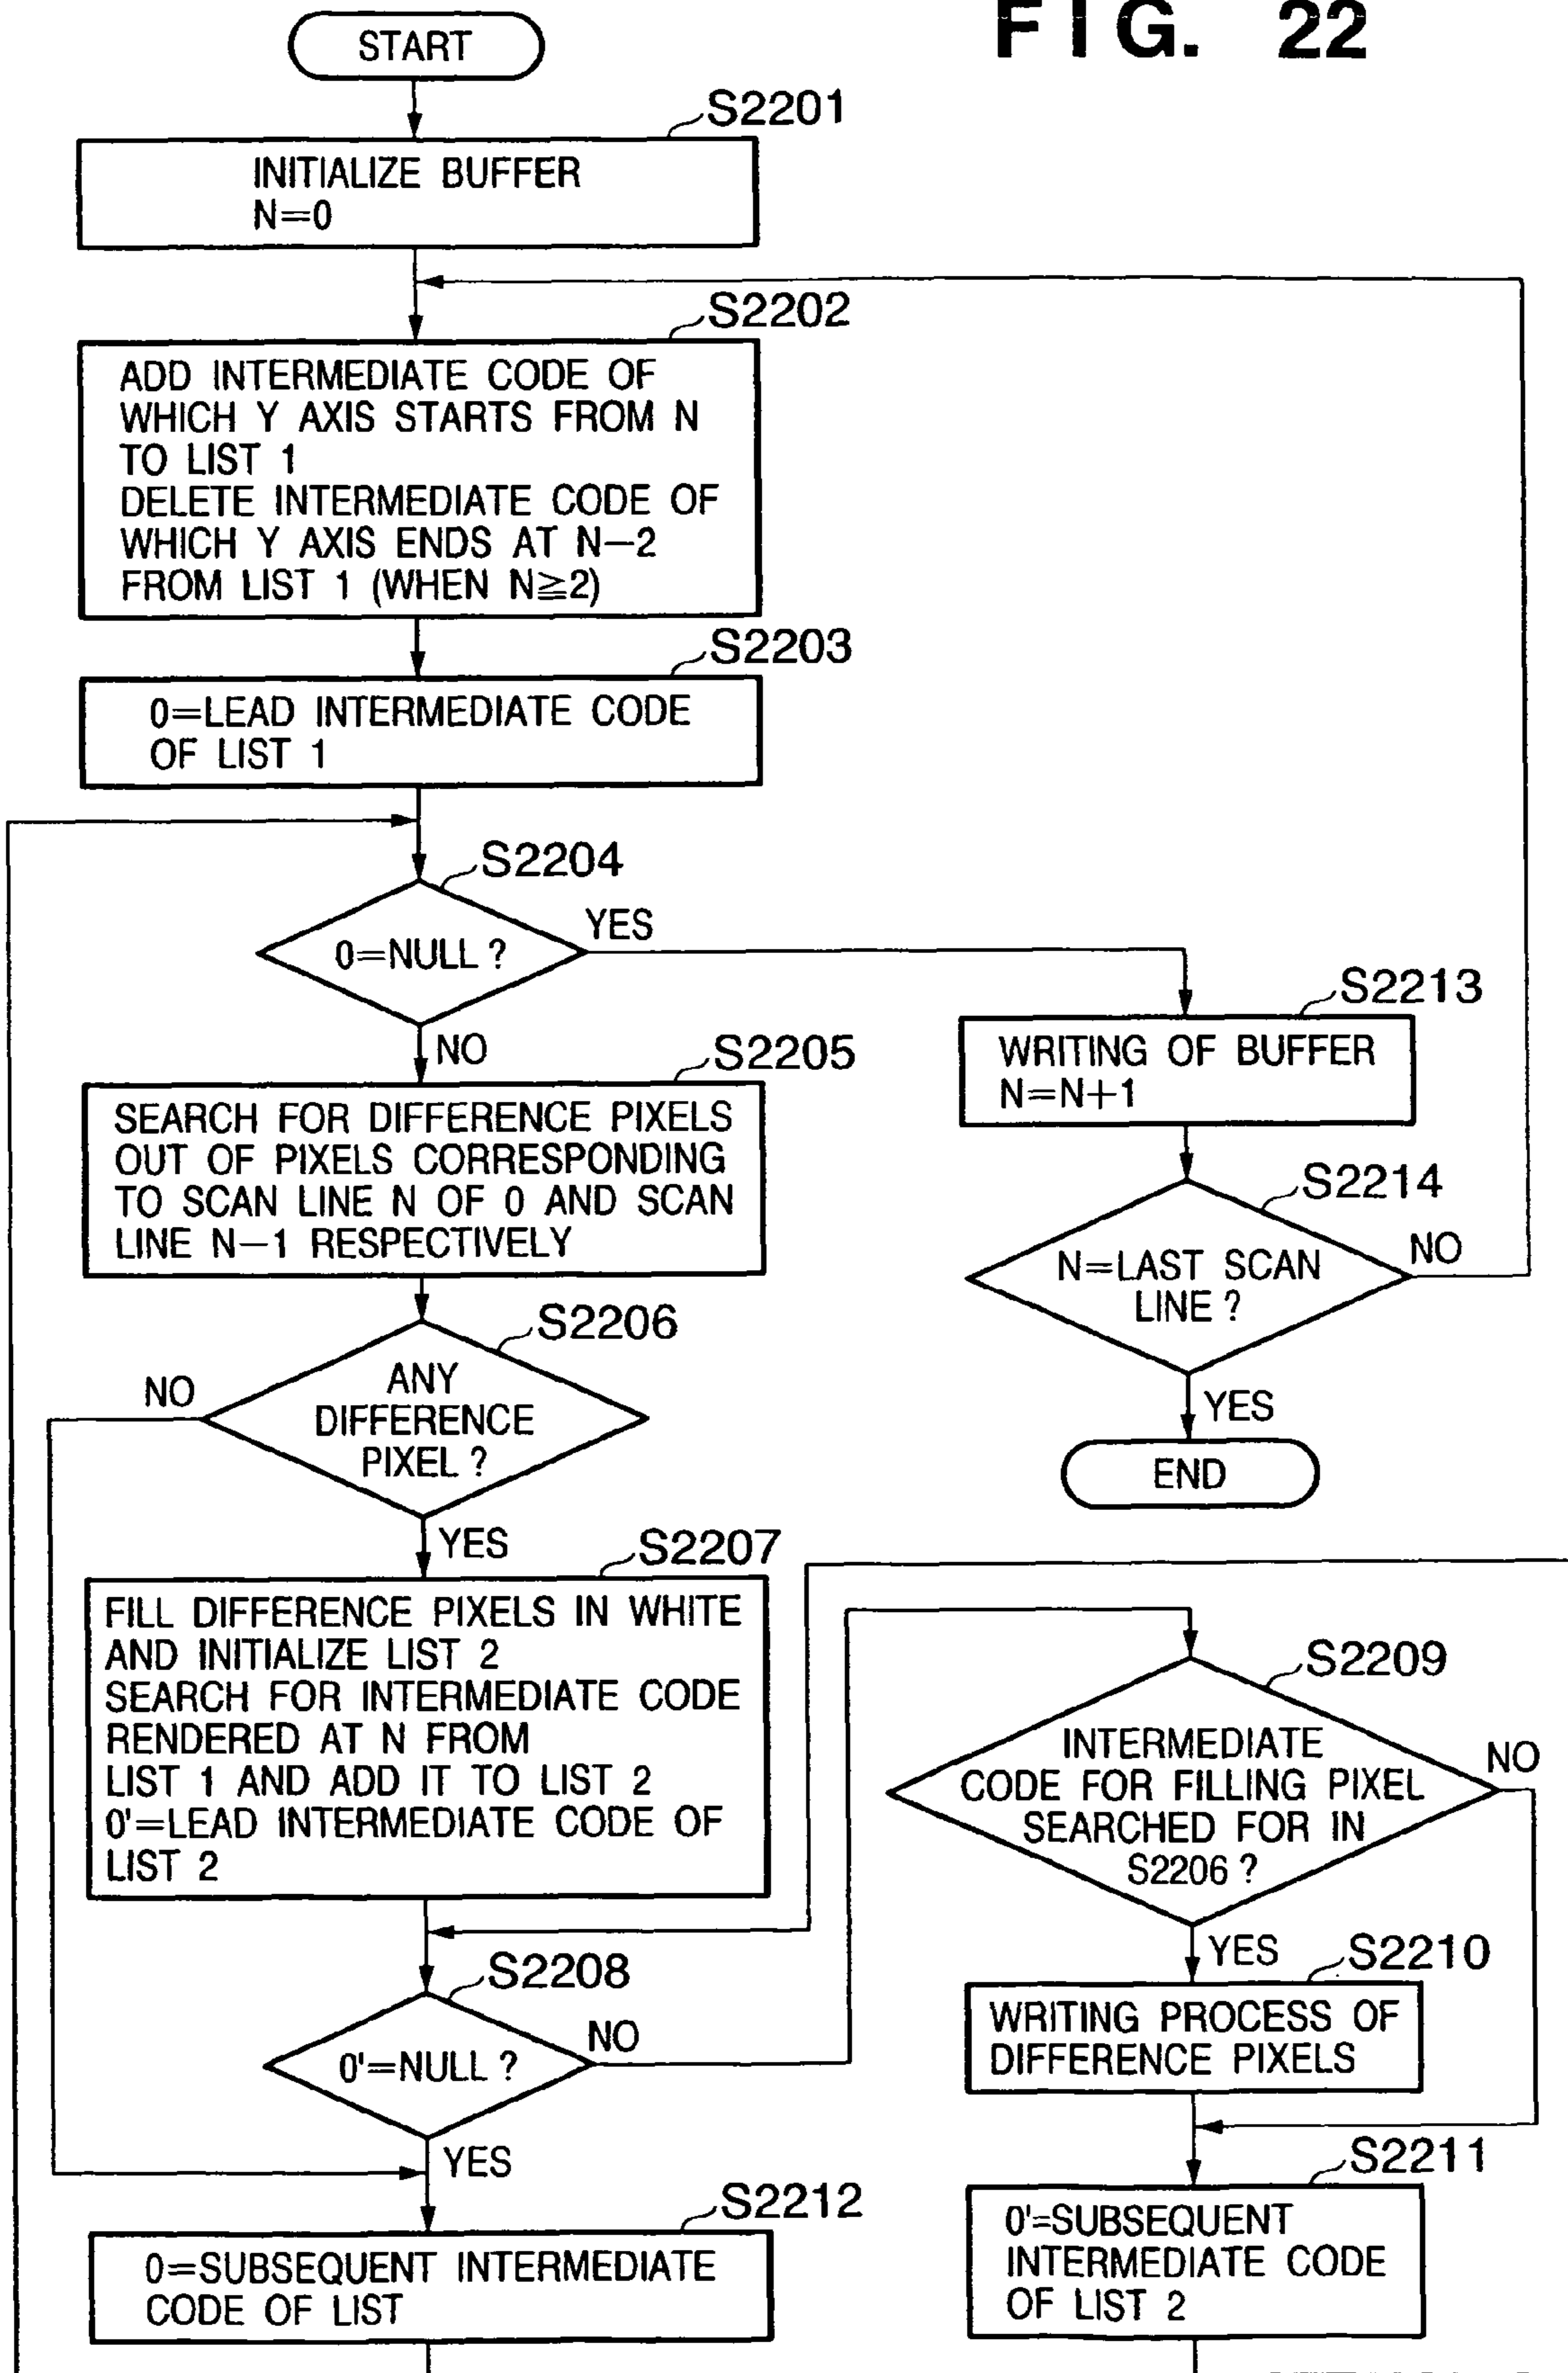 FIG. 22
START
S2201
INITIALIZE BUFFER
N=0
S2202
ADD INTERMEDIATE CODE OF
WHICH Y AXIS STARTS FROM N
TO LIST 1
DELETE INTERMEDIATE CODE OF
WHICH Y AXIS ENDS AT N−2
FROM LIST 1 (WHEN N≧2)
S2203
0=LEAD INTERMEDIATE CODE
OF LIST 1
S2204
0=NULL?
YES
NO
S2205
SEARCH FOR DIFFERENCE PIXELS
OUT OF PIXELS CORRESPONDING
TO SCAN LINE N OF 0 AND SCAN
LINE N−1 RESPECTIVELY
S2206
ANY
DIFFERENCE
PIXEL?
NO
YES
S2207
FILL DIFFERENCE PIXELS IN WHITE
AND INITIALIZE LIST 2
SEARCH FOR INTERMEDIATE CODE
RENDERED AT N FROM
LIST 1 AND ADD IT TO LIST 2
0'=LEAD INTERMEDIATE CODE OF
LIST 2
S2208
0'=NULL?
NO
YES
S2212
0=SUBSEQUENT INTERMEDIATE
CODE OF LIST
S2213
WRITING OF BUFFER
N=N+1
S2214
N=LAST SCAN
LINE?
NO
YES
END
S2209
INTERMEDIATE
CODE FOR FILLING PIXEL
SEARCHED FOR IN
S2206?
NO
YES
S2210
WRITING PROCESS OF
DIFFERENCE PIXELS
S2211
0'=SUBSEQUENT
INTERMEDIATE CODE
OF LIST 2